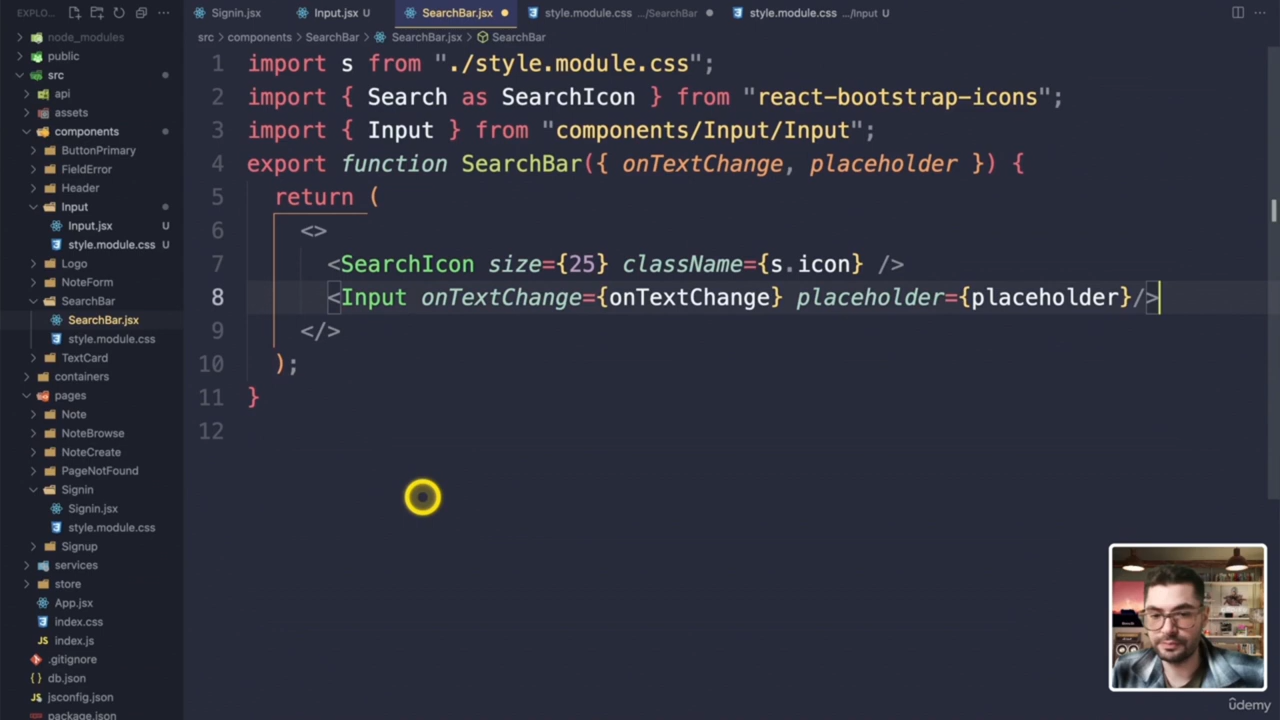 EXPLO...
Signin.jsx
Input.jsx U
SearchBar.jsx
style.module.css .../SearchBar
style.module.css .../Input U
src > components > SearchBar > SearchBar.jsx > SearchBar
node_modules
public
src
api
assets
components
ButtonPrimary
FieldError
Header
Input
Input.jsx U
style.module.css U
Logo
NoteForm
SearchBar
SearchBar.jsx
style.module.css
TextCard
containers
pages
Note
NoteBrowse
NoteCreate
PageNotFound
Signin
Signin.jsx
style.module.css
Signup
services
store
App.jsx
index.css
JS index.js
.gitignore
{} db.json
jsconfig.json
package.json
1 import s from "./style.module.css";
2 import { Search as SearchIcon } from "react-bootstrap-icons";
3 import { Input } from "components/Input/Input";
4 export function SearchBar({ onTextChange, placeholder }) {
5 return (
6 <>
7 <SearchIcon size={25} className={s.icon} />
8 <Input onTextChange={onTextChange} placeholder={placeholder}/>
9 </>
10 );
11 }
12
ûdemy